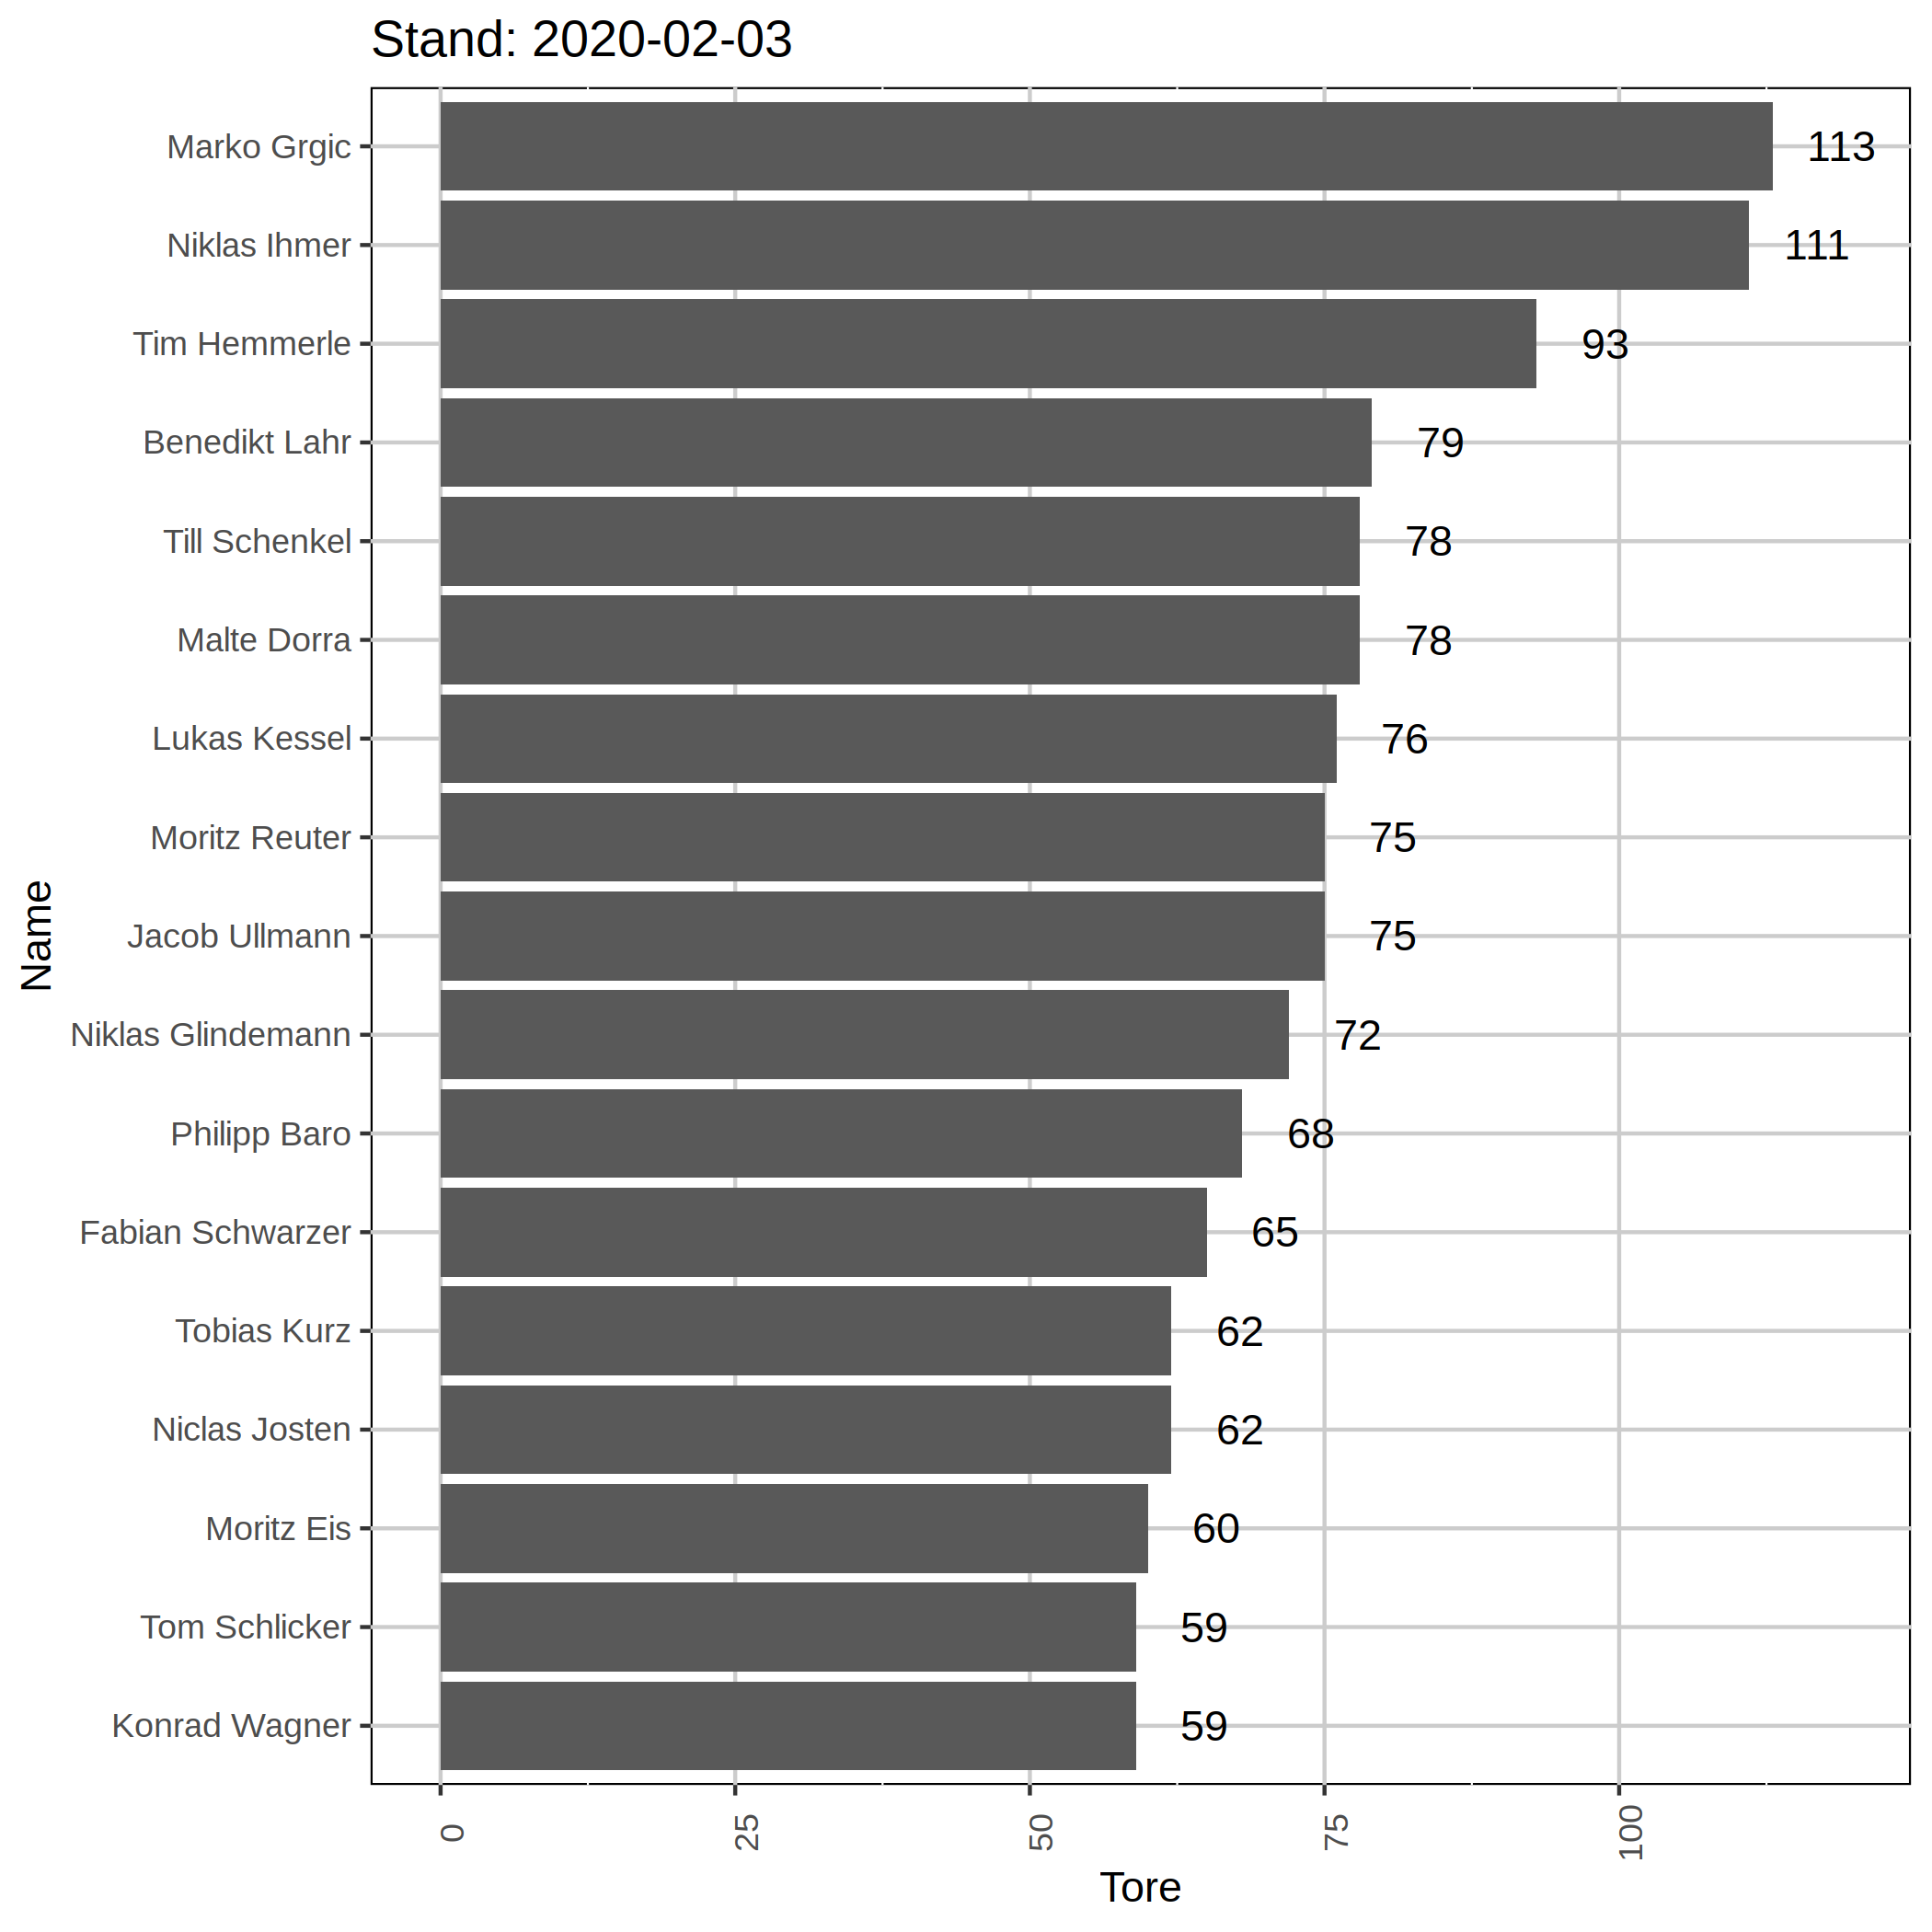 Stand: 2020-02-03
Marko Grgic 113
Niklas Ihmer 111
Tim Hemmerle 93
Benedikt Lahr 79
Till Schenkel 78
Malte Dorra 78
Lukas Kessel 76
Moritz Reuter 75
Jacob Ullmann 75
Niklas Glindemann 72
Philipp Baro 68
Fabian Schwarzer 65
Tobias Kurz 62
Niclas Josten 62
Moritz Eis 60
Tom Schlicker 59
Konrad Wagner 59
Name
0 25 50 75 100
Tore